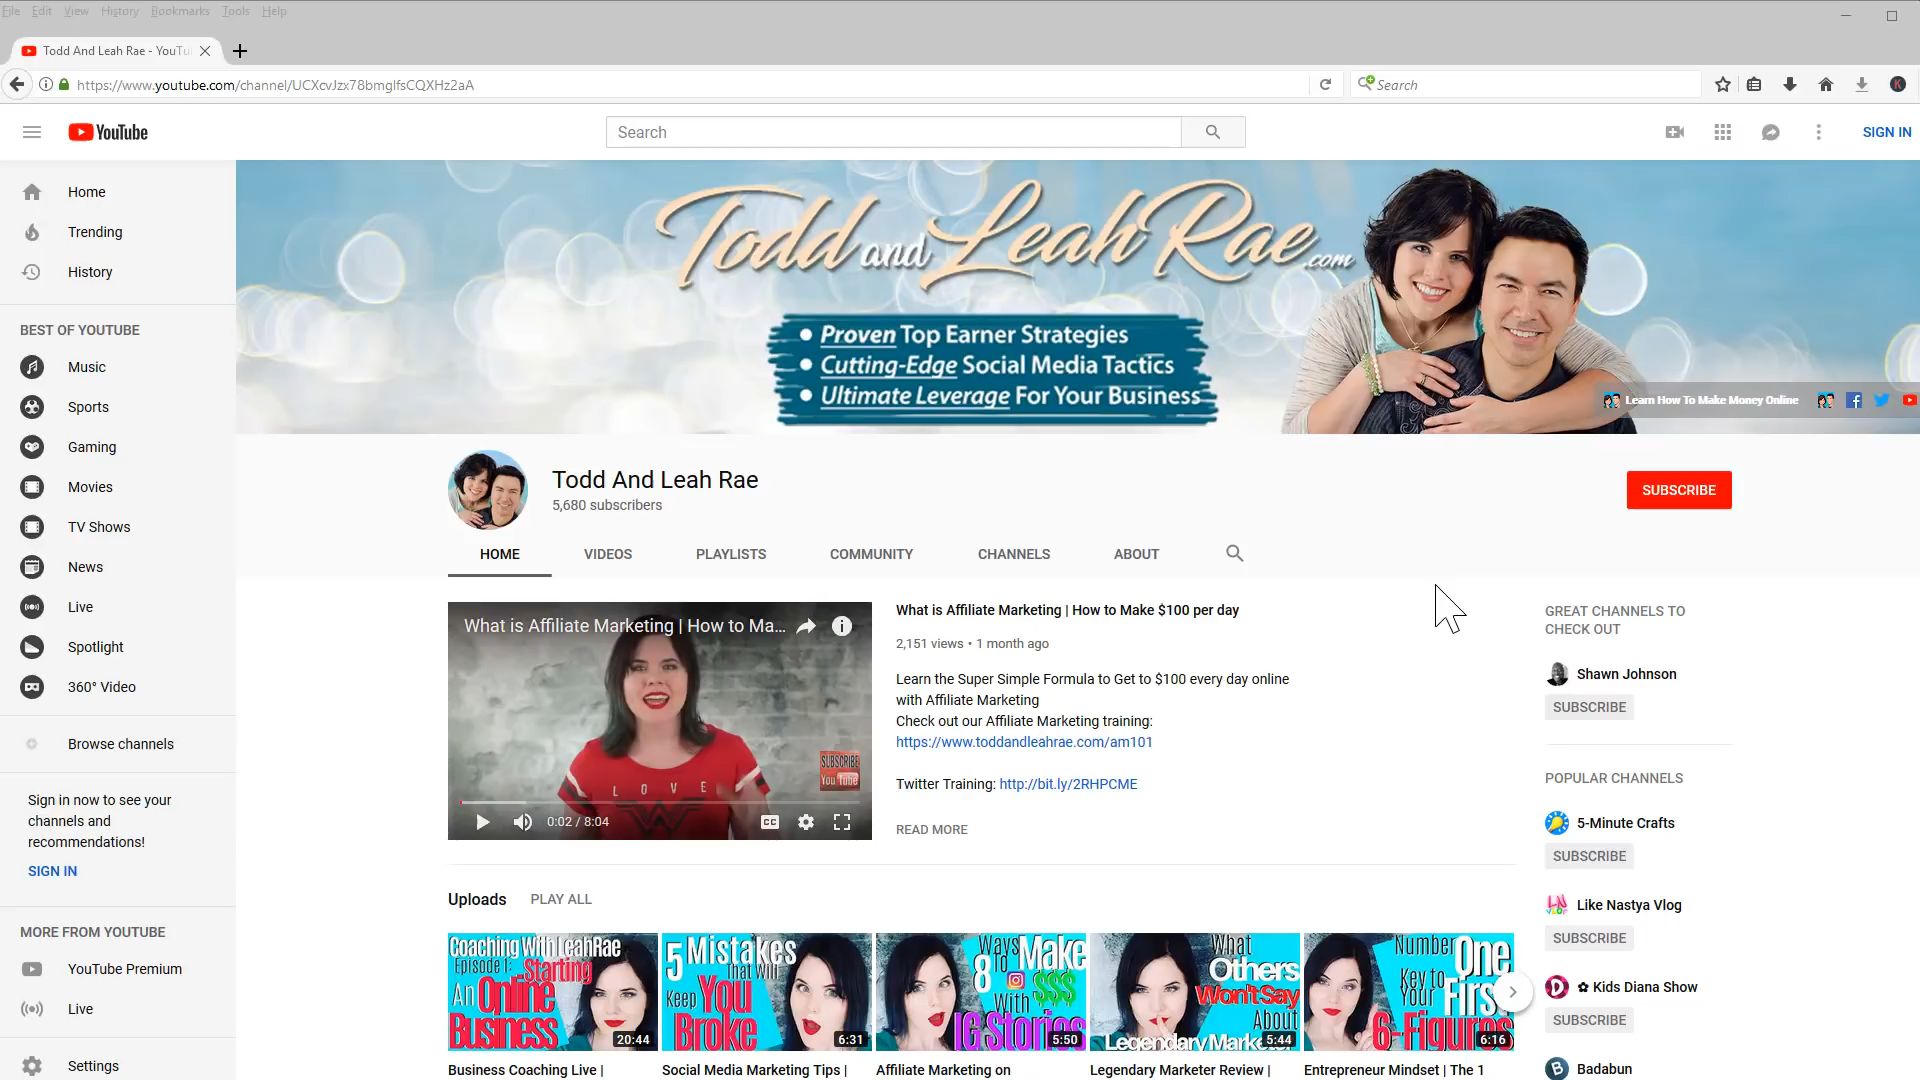 File Edit View History Bookmarks Tools Help
Todd And Leah Rae - YouTu
https://www.youtube.com/channel/UCXcvJzx78bmglfsCQXHz2aA
Search
K
YouTube
Search
SIGN IN
Home
Trending
History
BEST OF YOUTUBE
Music
Sports
Gaming
Movies
TV Shows
News
Live
Spotlight
360° Video
Browse channels
Sign in now to see your
channels and
recommendations!
SIGN IN
MORE FROM YOUTUBE
YouTube Premium
Live
Settings
Todd and Leah Rae.com
• Proven Top Earner Strategies
• Cutting-Edge Social Media Tactics
• Ultimate Leverage For Your Business
Learn How To Make Money Online
Todd And Leah Rae
5,680 subscribers
SUBSCRIBE
HOME VIDEOS PLAYLISTS COMMUNITY CHANNELS ABOUT
What is Affiliate Marketing | How to Ma...
LOVE
SUBSCRIBE
YouTube
0:02 / 8:04
CC
What is Affiliate Marketing | How to Make $100 per day
2,151 views • 1 month ago
Learn the Super Simple Formula to Get to $100 every day online
with Affiliate Marketing
Check out our Affiliate Marketing training:
https://www.toddandleahrae.com/am101
Twitter Training: http://bit.ly/2RHPCME
READ MORE
Uploads PLAY ALL
Coaching With LeahRae
Episode 1: Starting
An Online
Business
20:44
Business Coaching Live |
5 Mistakes
That Will
Keep You
Broke
6:31
Social Media Marketing Tips |
8 Ways To Make
$$$
With
IG Stories
5:50
Affiliate Marketing on
What
Others
Won't Say
About
Legendary Marketer
5:44
Legendary Marketer Review |
Number One
Key to
Your First
6-Figures
6:16
Entrepreneur Mindset | The 1
GREAT CHANNELS TO
CHECK OUT
Shawn Johnson
SUBSCRIBE
POPULAR CHANNELS
5-Minute Crafts
SUBSCRIBE
Like Nastya Vlog
SUBSCRIBE
✿ Kids Diana Show
SUBSCRIBE
Badabun